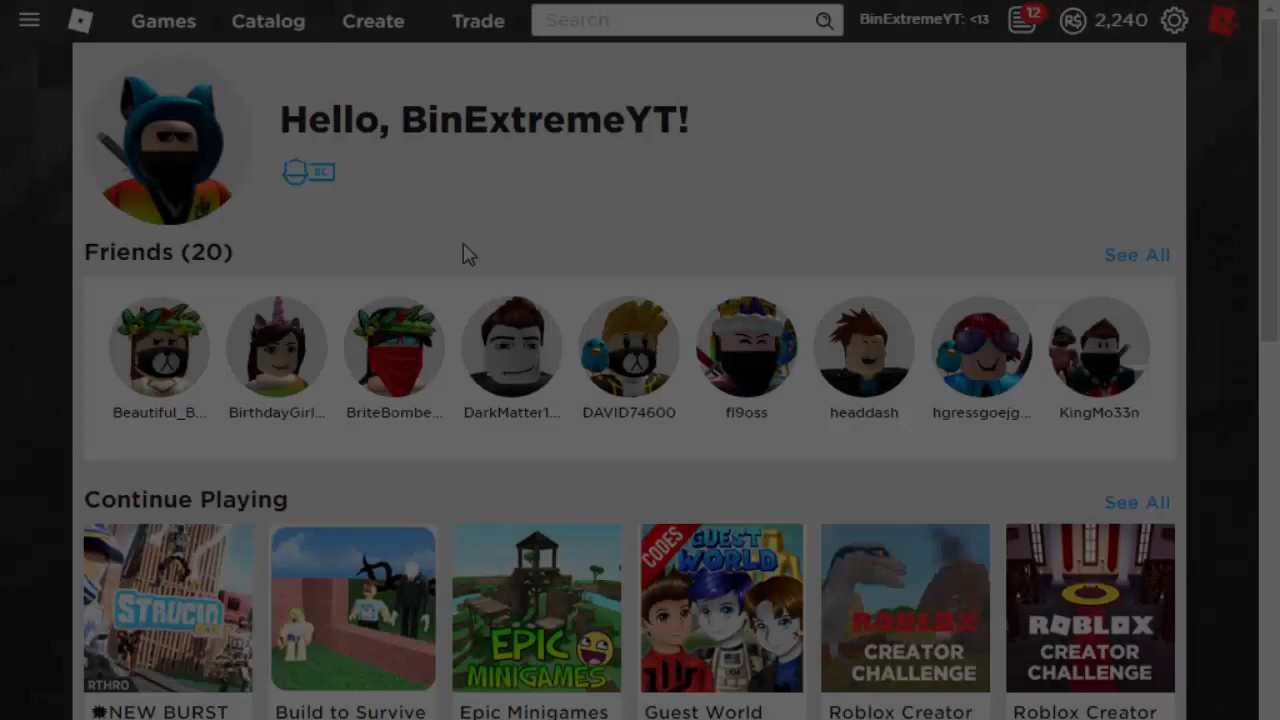 Games Catalog Create Trade Search BinExtremeYT: <13 12 R$ 2,240
Hello, BinExtremeYT!
BC
Friends (20) See All
Beautiful_B... BirthdayGirl... BriteBombe... DarkMatter1... DAVID74600 fl9oss headdash hgressgoejg... KingMo33n
Continue Playing See All
STRUCID
RTHRO
EPIC
MINIGAMES
CODES
GUEST
WORLD
ROBLOX
CREATOR
CHALLENGE
ROBLOX
CREATOR
CHALLENGE
NEW BURST Build to Survive Epic Minigames Guest World Roblox Creator Roblox Creator